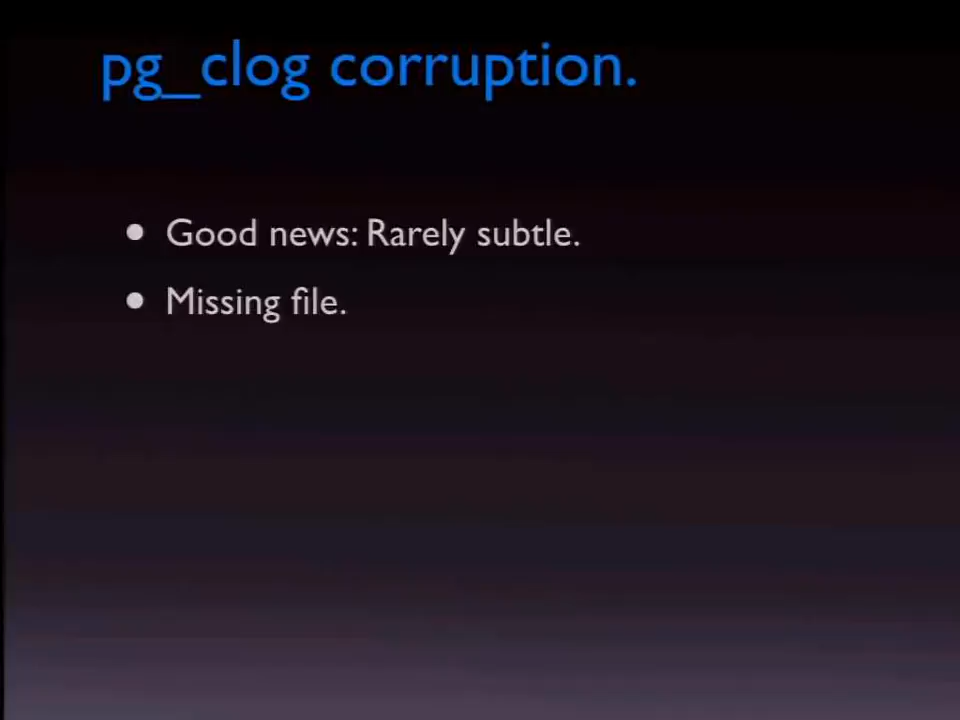 pg_clog corruption.
• Good news: Rarely subtle.
• Missing file.